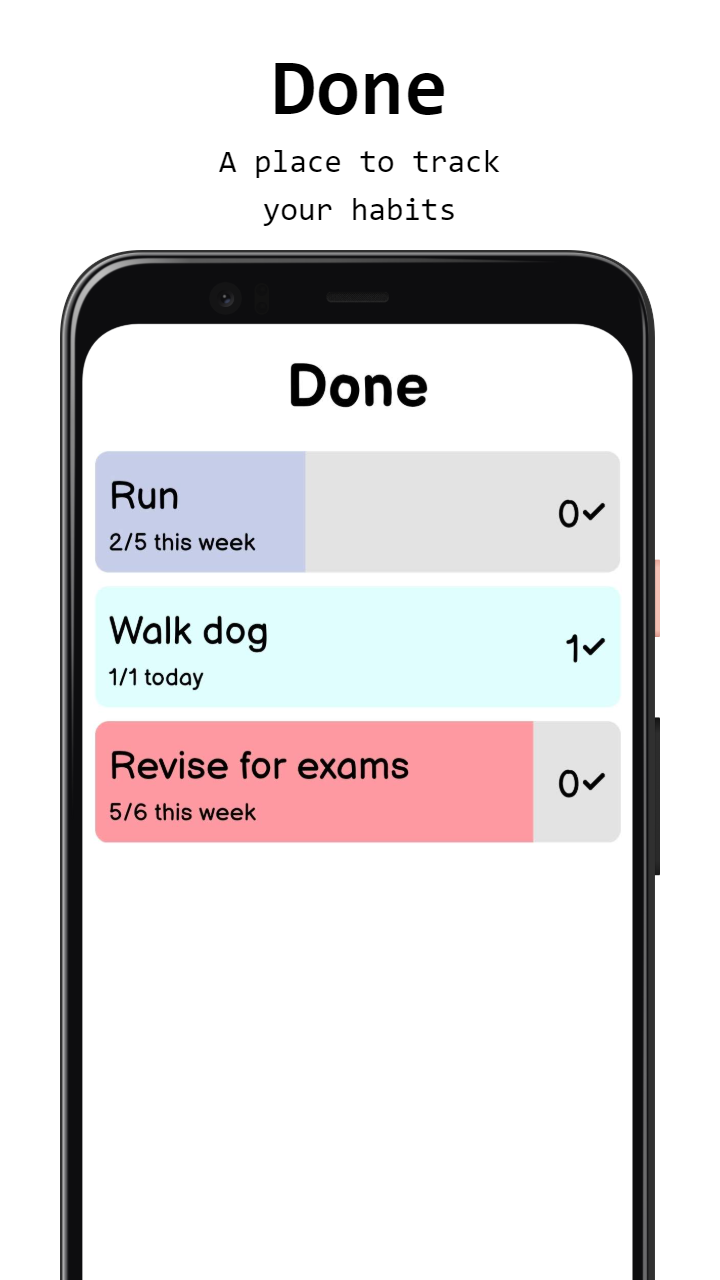 Done
A place to track
your habits
Done
Run
2/5 this week
0✓
Walk dog
1/1 today
1✓
Revise for exams
5/6 this week
0✓